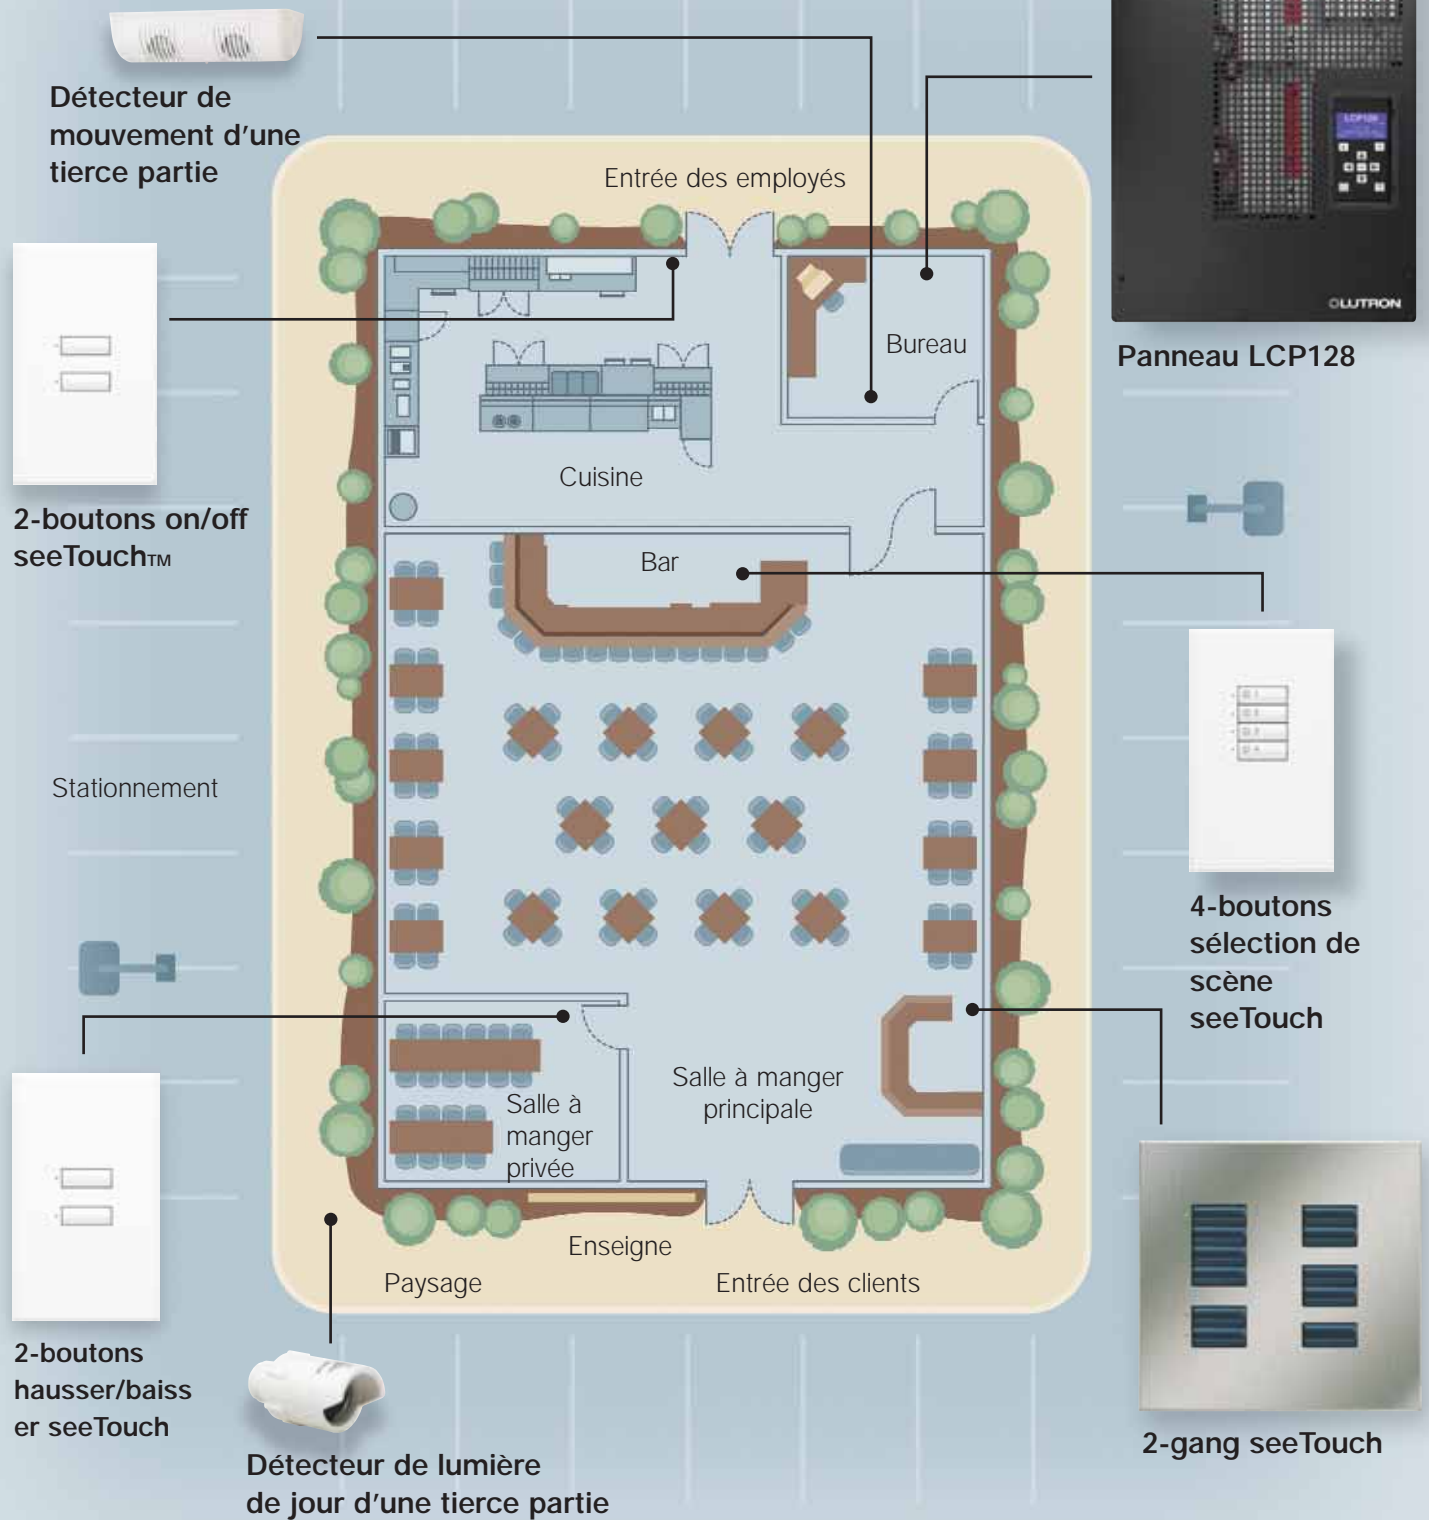 Détecteur de
mouvement d'une
tierce partie
Entrée des employés
LCP128
LUTRON
Panneau LCP128
Bureau
Cuisine
2-boutons on/off
seeTouch™
Bar
Stationnement
4-boutons
sélection de
scène
seeTouch
Salle à manger
principale
Salle à
manger
privée
Enseigne
Paysage
Entrée des clients
2-boutons
hausser/baiss
er seeTouch
2-gang seeTouch
Détecteur de lumière
de jour d'une tierce partie